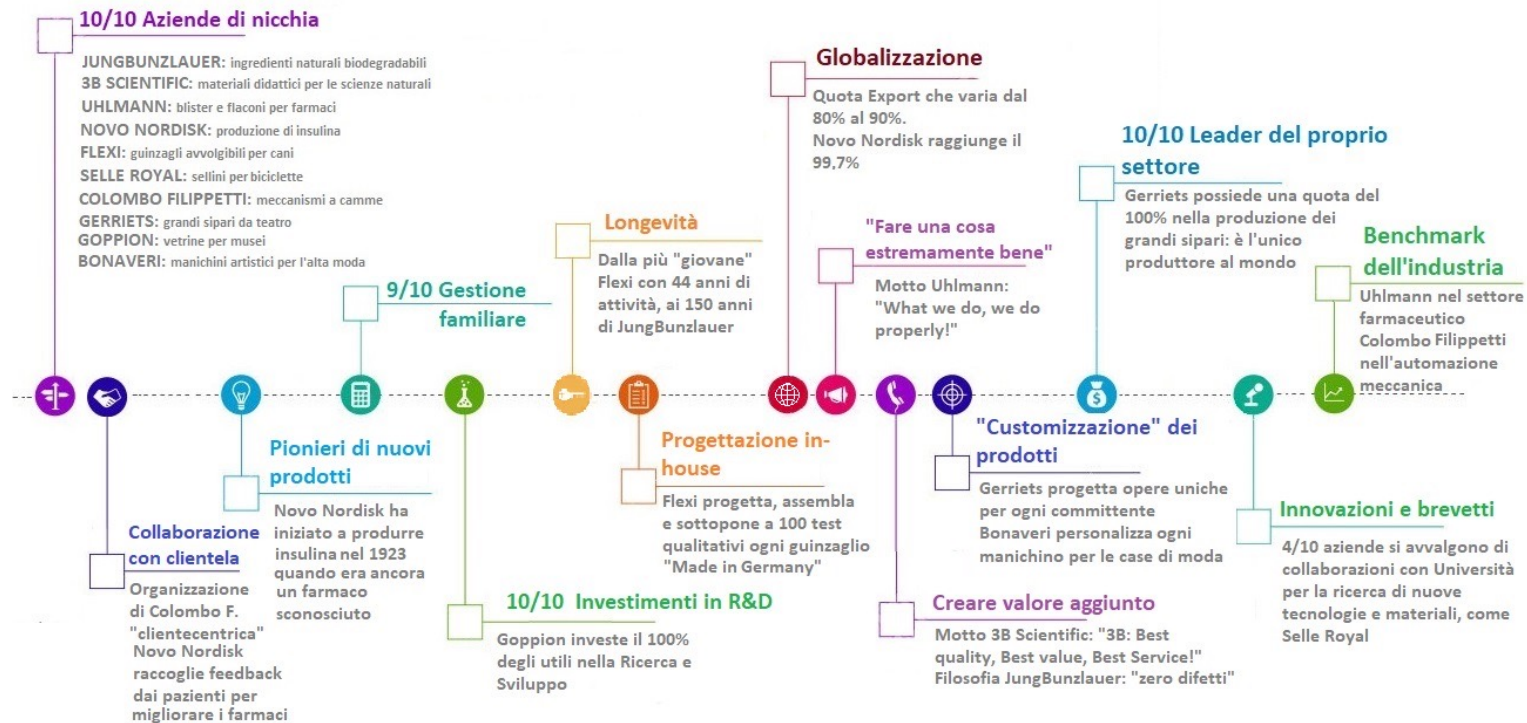 10/10 Aziende di nicchia
JUNGBUNZLAUER: ingredienti naturali biodegradabili
3B SCIENTIFIC: materiali didattici per le scienze naturali
UHLMANN: blister e flaconi per farmaci
NOVO NORDISK: produzione di insulina
FLEXI: guinzagli avvolgibili per cani
SELLE ROYAL: sellini per biciclette
COLOMBO FILIPPETTI: meccanismi a camme
GERRIETS: grandi sipari da teatro
GOPPION: vetrine per musei
BONAVERI: manichini artistici per l'alta moda
Collaborazione
con clientela
Organizzazione
di Colombo F.
"clientecentrica"
Novo Nordisk
raccoglie feedback
dai pazienti per
migliorare i farmaci
Pionieri di nuovi
prodotti
Novo Nordisk ha
iniziato a produrre
insulina nel 1923
quando era ancora
un farmaco
sconosciuto
9/10 Gestione
familiare
10/10 Investimenti in R&D
Goppion investe il 100%
degli utili nella Ricerca e
Sviluppo
Longevità
Dalla più "giovane"
Flexi con 44 anni di
attività, ai 150 anni
di JungBunzlauer
Progettazione in-
house
Flexi progetta, assembla
e sottopone a 100 test
qualitativi ogni guinzaglio
"Made in Germany"
Globalizzazione
Quota Export che varia dal
80% al 90%.
Novo Nordisk raggiunge il
99,7%
"Fare una cosa
estremamente bene"
Motto Uhlmann:
"What we do, we do
properly!"
Creare valore aggiunto
Motto 3B Scientific: "3B: Best
quality, Best value, Best Service!"
Filosofia JungBunzlauer: "zero difetti"
"Customizzazione" dei
prodotti
Gerriets progetta opere uniche
per ogni committente
Bonaveri personalizza ogni
manichino per le case di moda
10/10 Leader del proprio
settore
Gerriets possiede una quota del
100% nella produzione dei
grandi sipari: è l'unico
produttore al mondo
$
Innovazioni e brevetti
4/10 aziende si avvalgono di
collaborazioni con Università
per la ricerca di nuove
tecnologie e materiali, come
Selle Royal
Benchmark
dell'industria
Uhlmann nel settore
farmaceutico
Colombo Filippetti
nell'automazione
meccanica